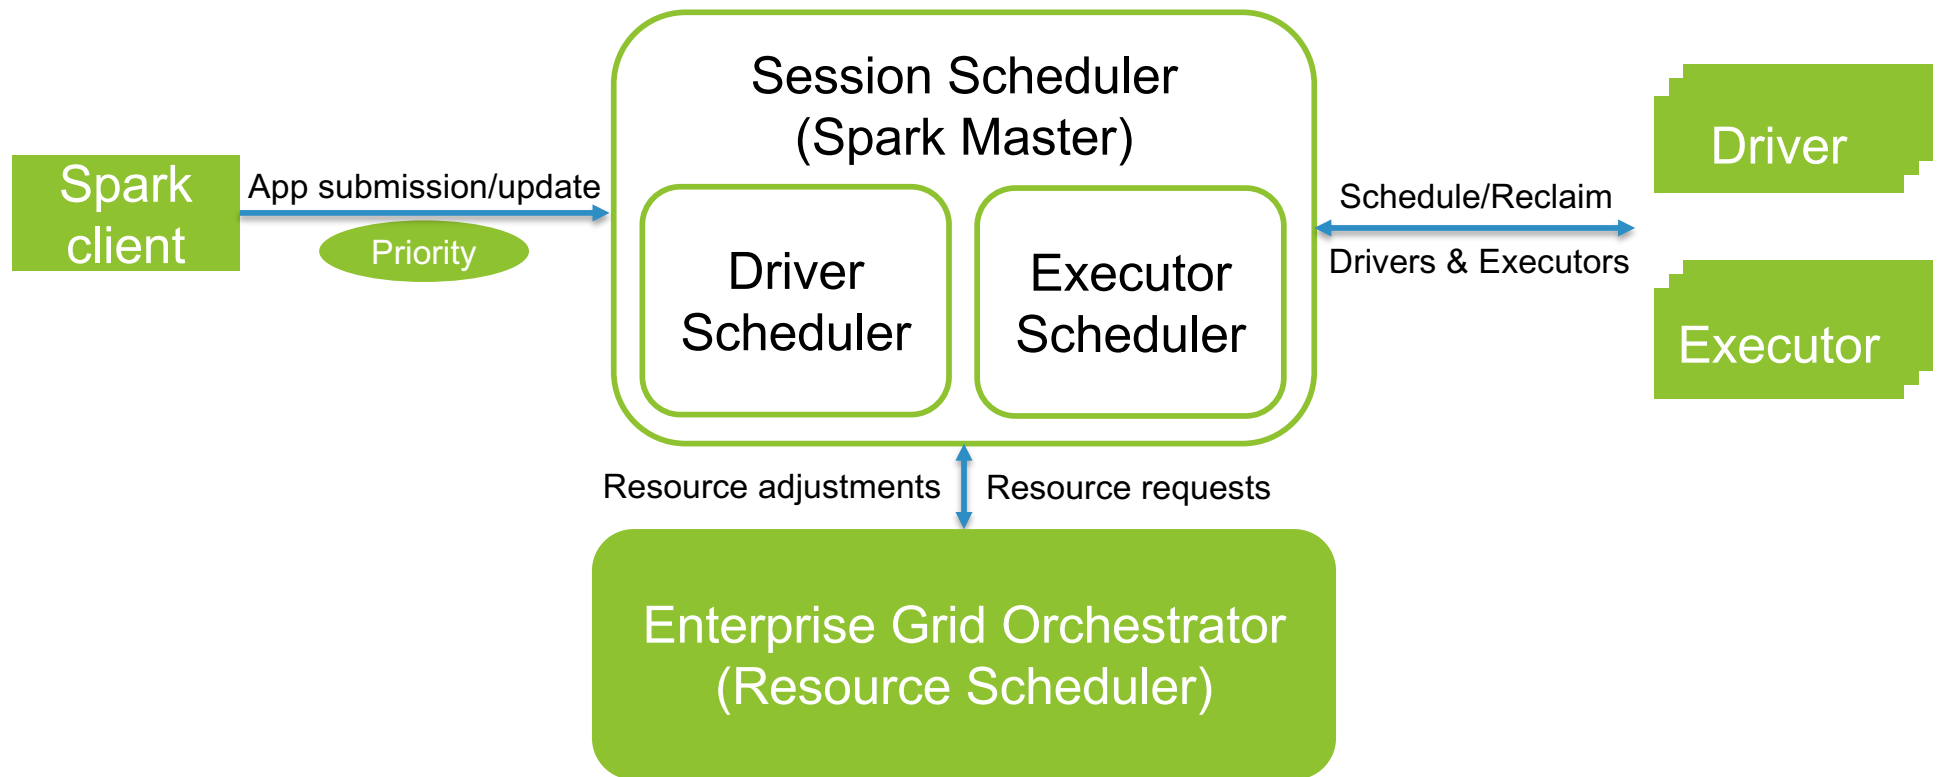 Session Scheduler
(Spark Master)
Spark
client
App submission/update
Priority
Driver
Scheduler
Executor
Scheduler
Schedule/Reclaim
Drivers & Executors
Driver
Executor
Resource adjustments
Resource requests
Enterprise Grid Orchestrator
(Resource Scheduler)